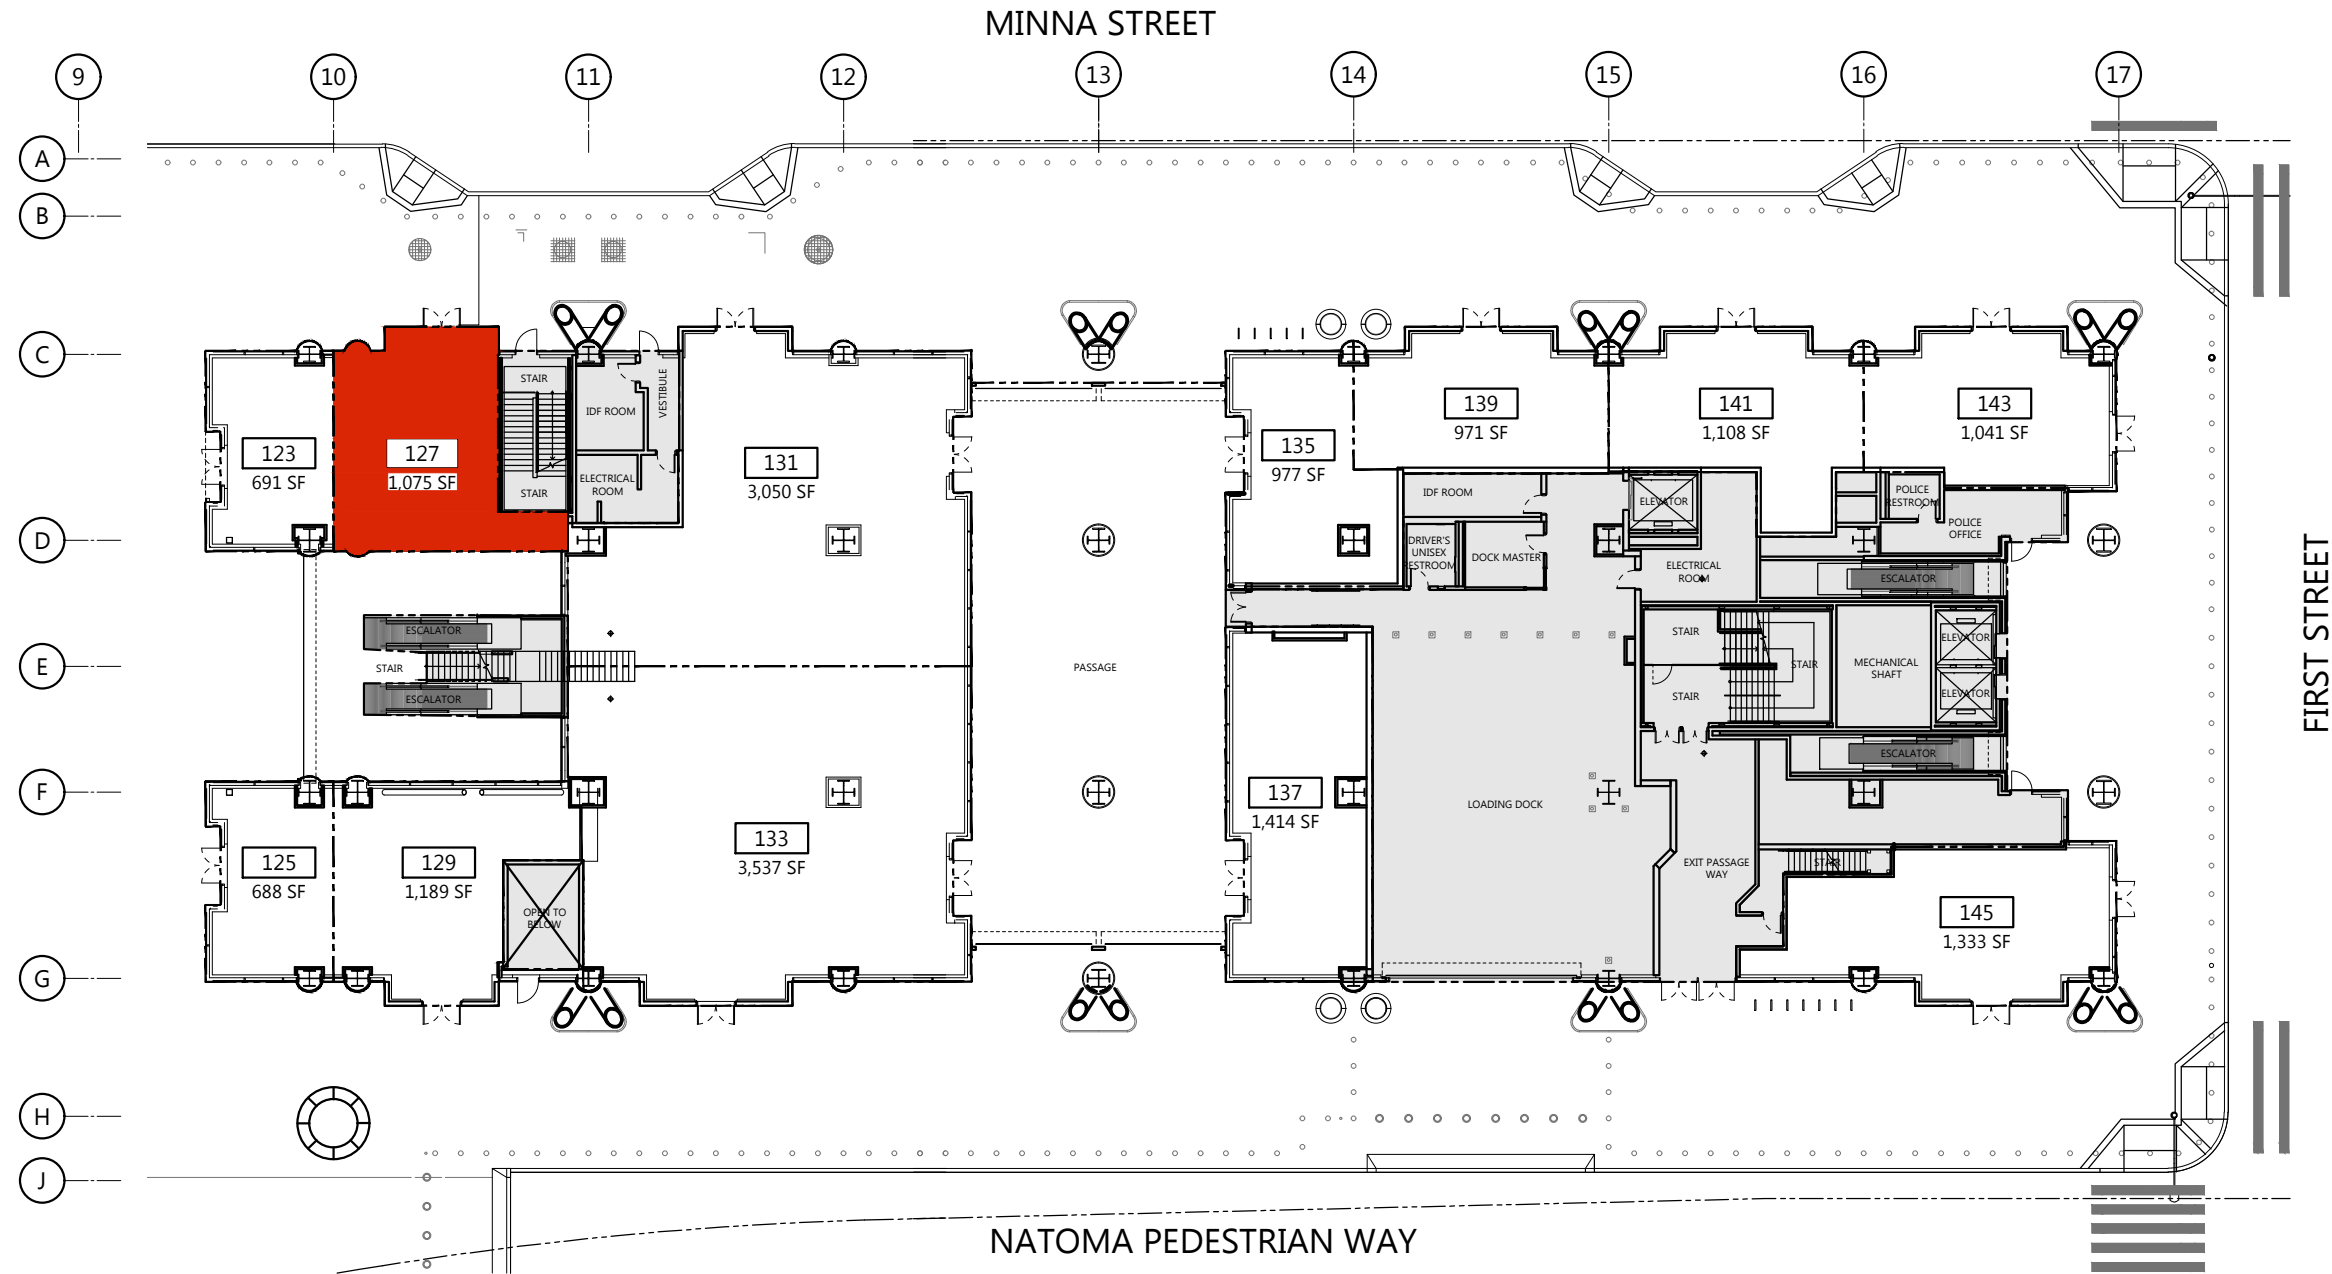 MINNA STREET
9
10
11
12
13
14
15
16
17
A
B
C
D
E
F
G
H
J
123
691 SF
127
1,075 SF
STAIR
STAIR
IDF ROOM
VESTIBULE
ELECTRICAL
ROOM
131
3,050 SF
135
977 SF
139
971 SF
141
1,108 SF
143
1,041 SF
IDF ROOM
ELEVATOR
POLICE
RESTROOM
POLICE
OFFICE
DRIVER'S
UNISEX
RESTROOM
DOCK MASTER
ELECTRICAL
ROOM
ESCALATOR
ESCALATOR
STAIR
ESCALATOR
PASSAGE
STAIR
STAIR
STAIR
MECHANICAL
SHAFT
ELEVATOR
ELEVATOR
ESCALATOR
FIRST STREET
137
1,414 SF
LOADING DOCK
125
688 SF
129
1,189 SF
OPEN TO
BELOW
133
3,537 SF
EXIT PASSAGE
WAY
STAIR
145
1,333 SF
NATOMA PEDESTRIAN WAY